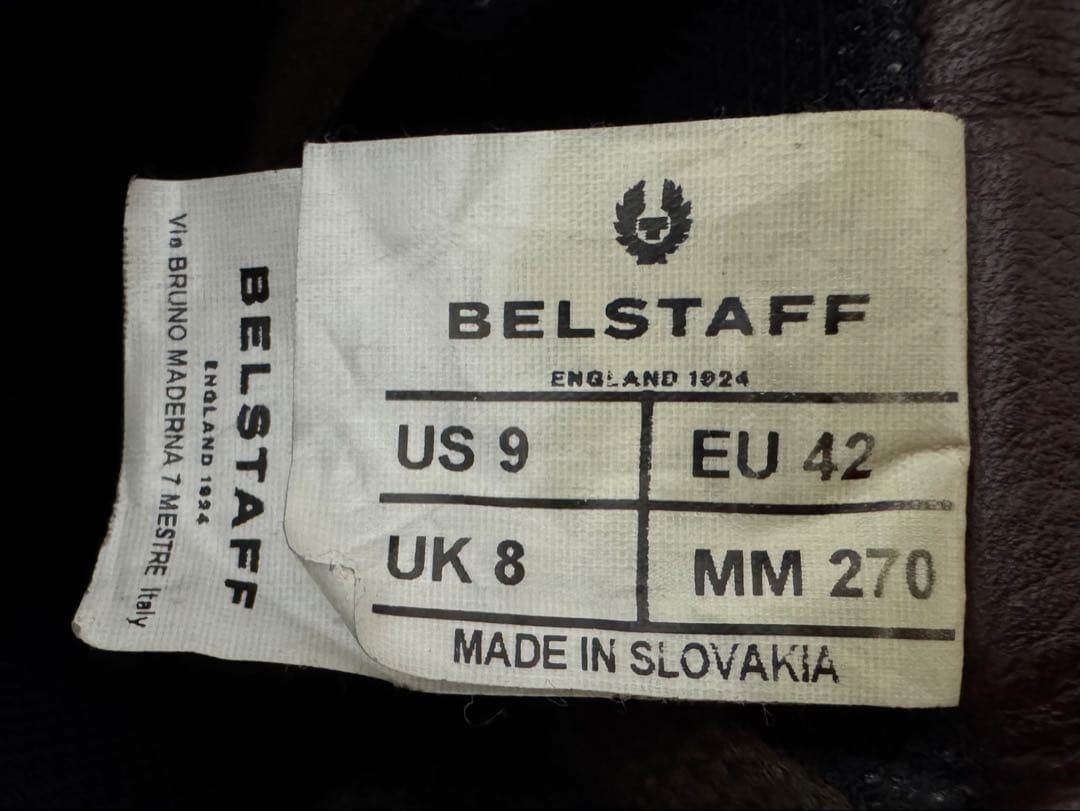 BELSTAFF
ENGLAND 1924
US 9 EU 42
UK 8 MM 270
MADE IN SLOVAKIA
BELSTAFF
ENGLAND 1924
Via BRUNO MADERNA 7 MESTRE Italy